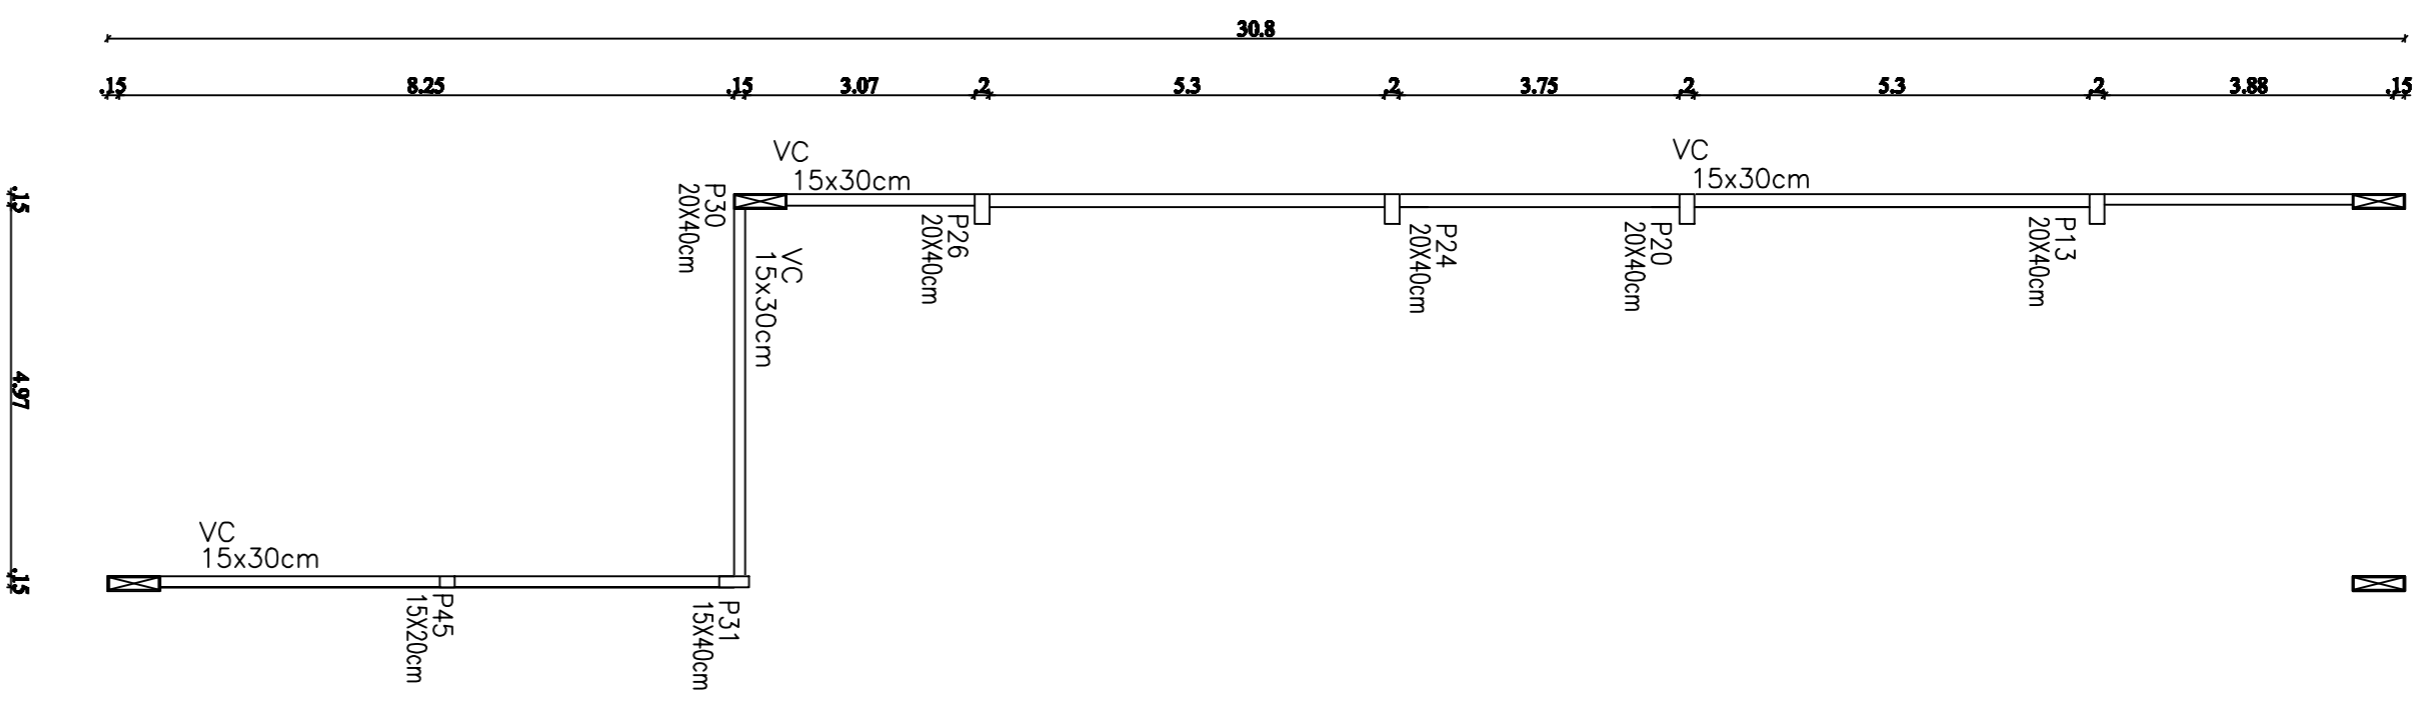 30.8
.15 8.25 .15 3.07 .2 5.3 .2 3.75 .2 5.3 .2 3.88 .15
VC
15x30cm
VC
15x30cm
.15
4.97
.15
P30
20X40cm
VC
15x30cm
P26
20X40cm
P24
20X40cm
P20
20X40cm
P13
20X40cm
VC
15x30cm
P45
15X20cm
P31
15X40cm